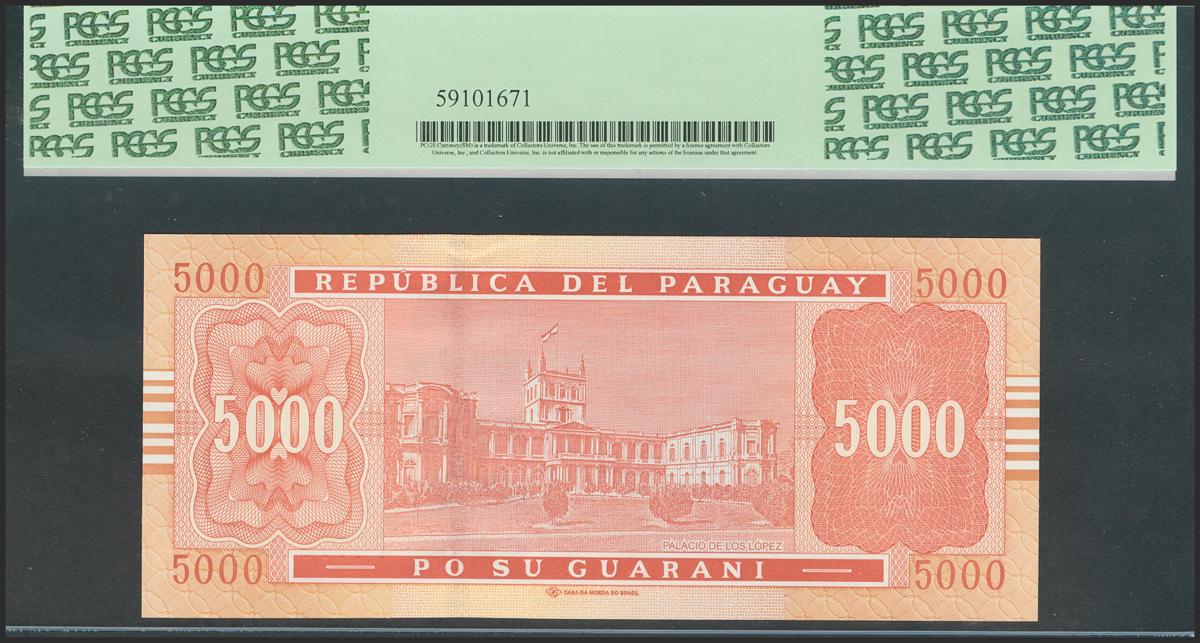 PCGS CURRENCY
59101671
PCGS Currency(SM) is a trademark of Collectors Universe, Inc. The use of this trademark is permitted by a license agreement with Collectors
Universe, Inc., and Collectors Universe, Inc. is not affiliated with or responsible for any actions of the licensee under that agreement
5000 REPÚBLICA DEL PARAGUAY 5000
5000 5000
PALACIO DE LOS LÓPEZ
5000 PO SU GUARANI 5000
CASA DA MOEDA DO BRASIL